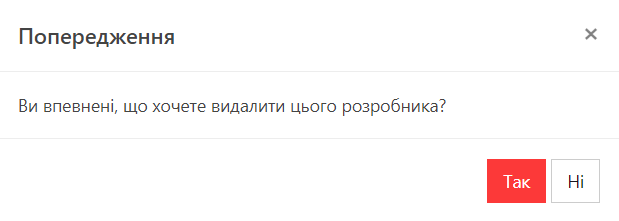 Попередження
×
Ви впевнені, що хочете видалити цього розробника?
Так
Ні